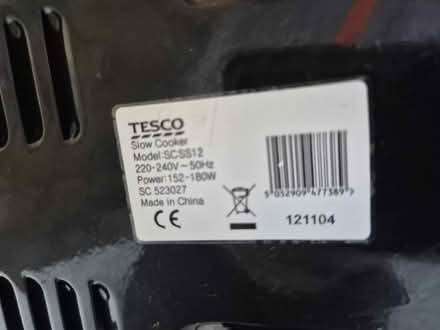 TESCO
Slow Cooker
Model:SCSS12
220-240V ~ 50Hz
Power:152-180W
SC 523027
Made in China
CE
5 052909 477389 >
121104